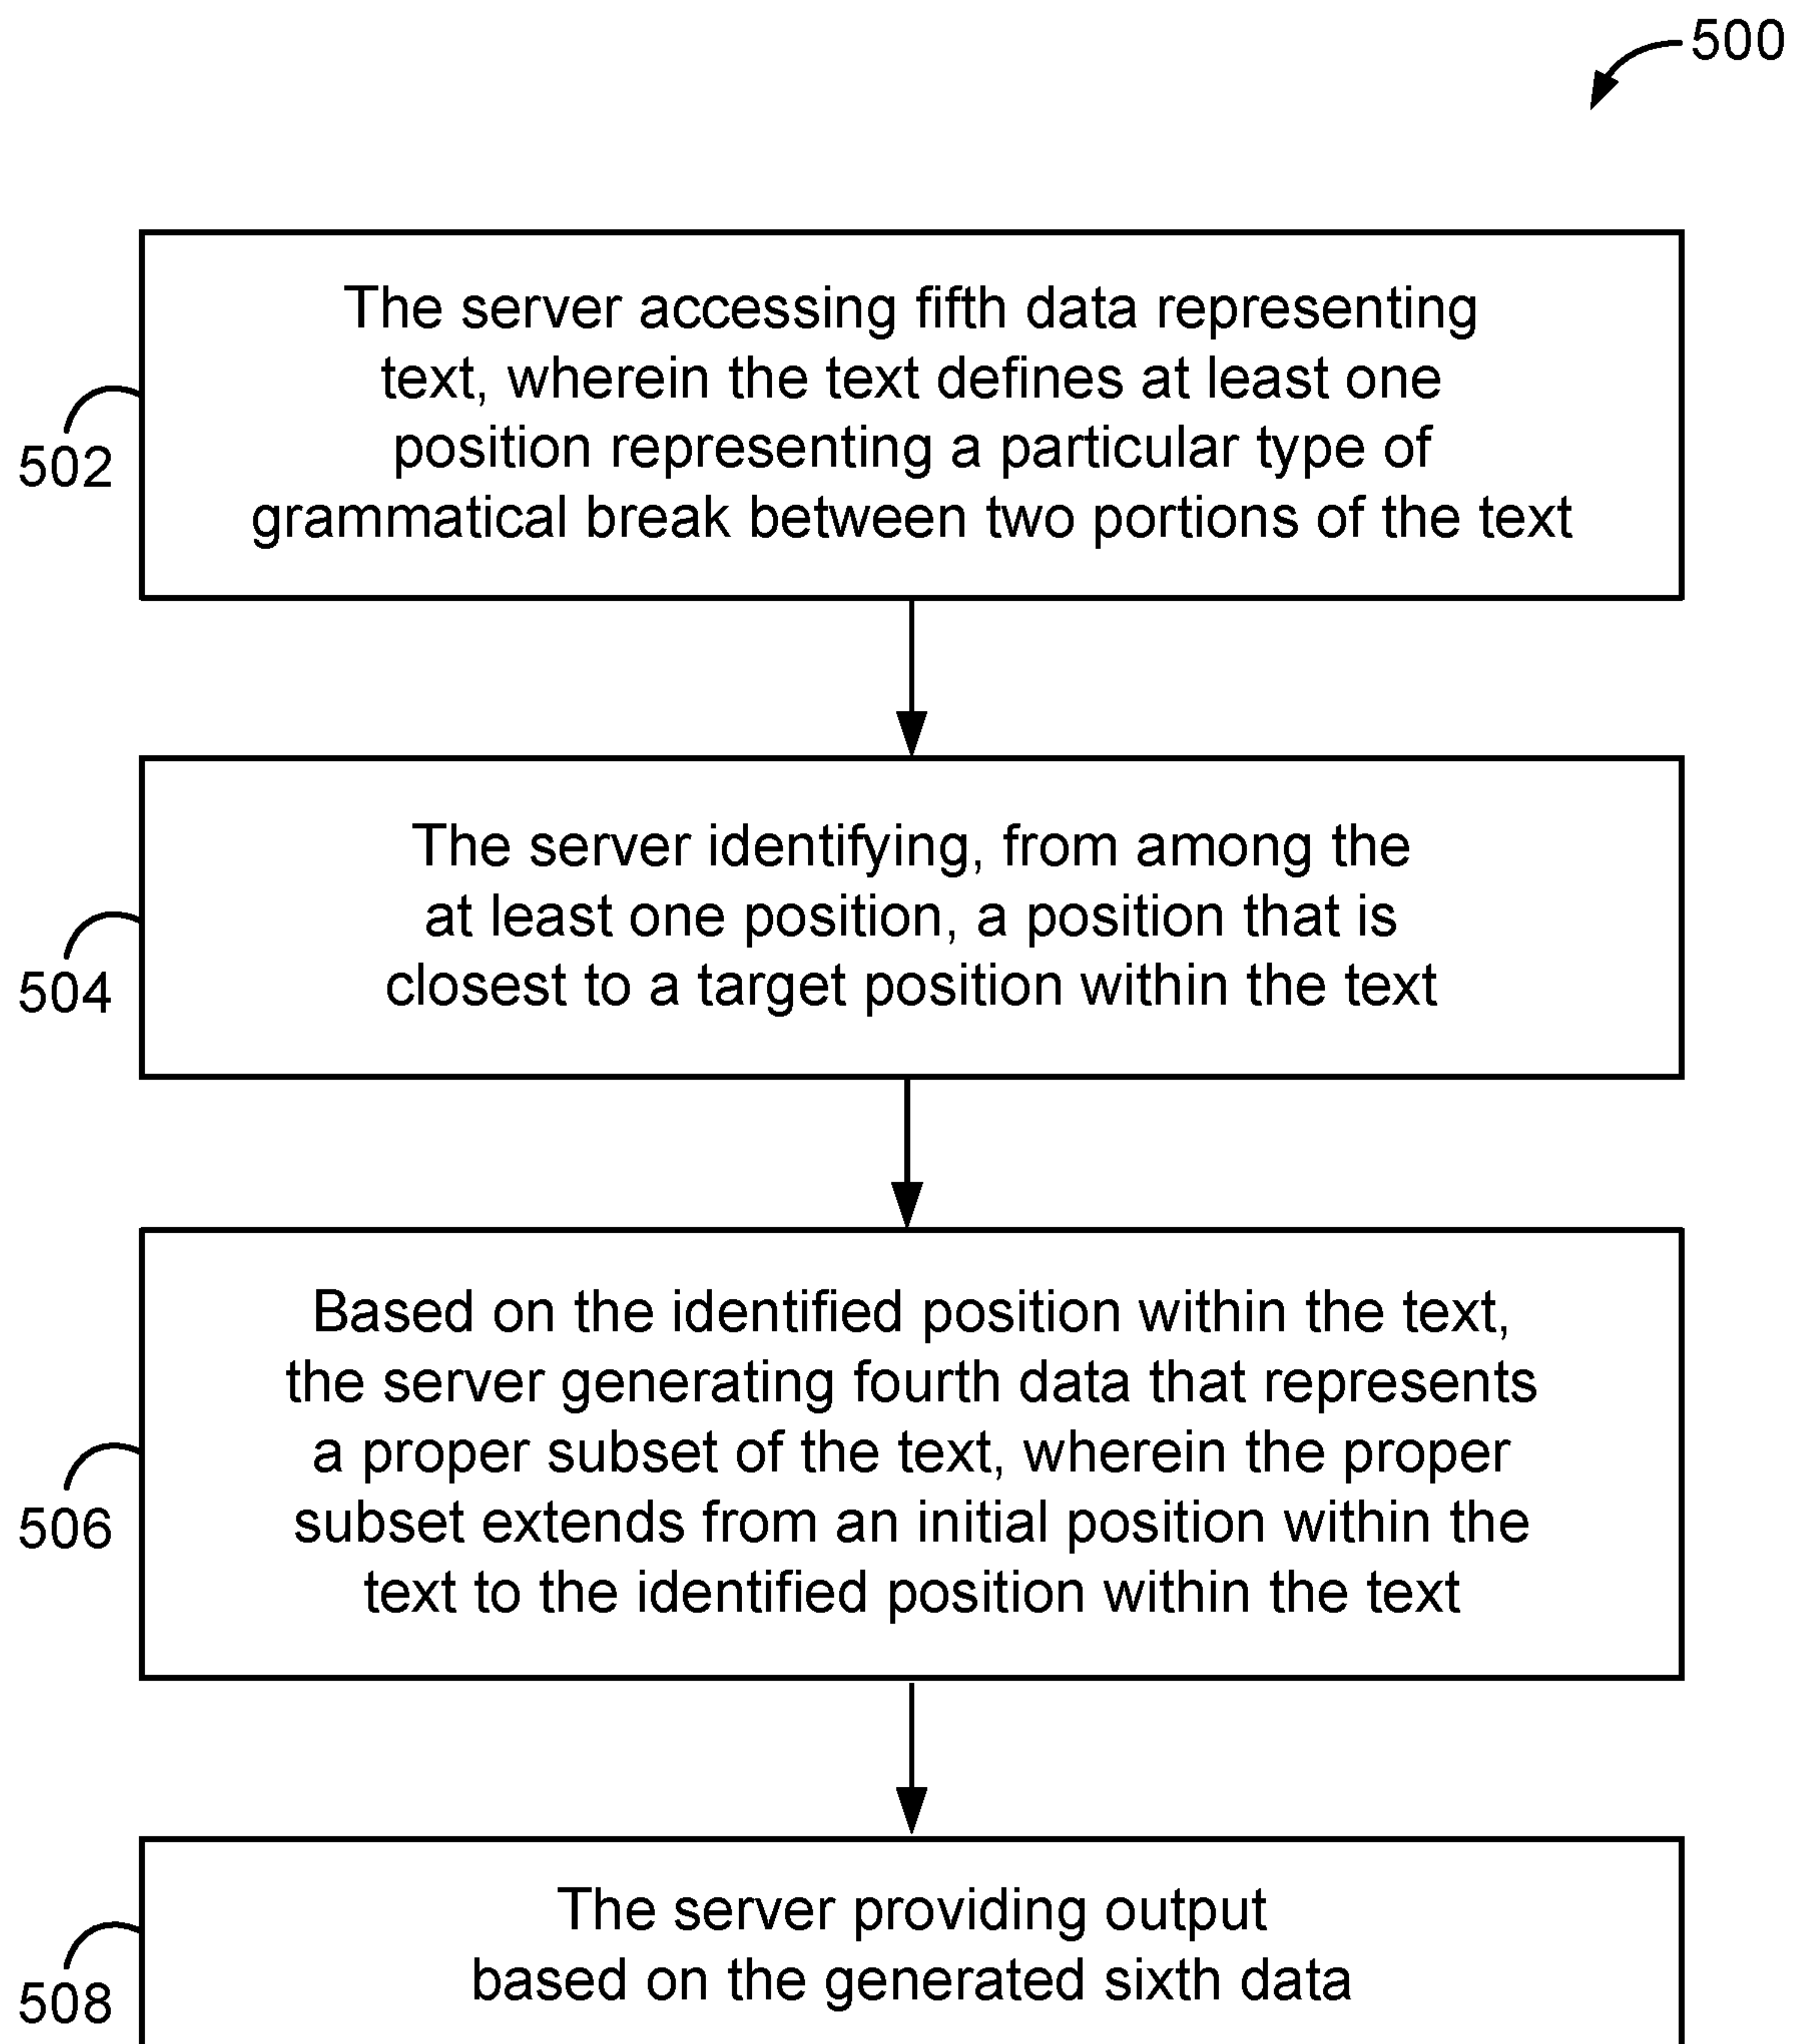 500
The server accessing fifth data representing
text, wherein the text defines at least one
position representing a particular type of
grammatical break between two portions of the text
502
The server identifying, from among the
at least one position, a position that is
closest to a target position within the text
504
Based on the identified position within the text,
the server generating fourth data that represents
a proper subset of the text, wherein the proper
subset extends from an initial position within the
text to the identified position within the text
506
The server providing output
based on the generated sixth data
508